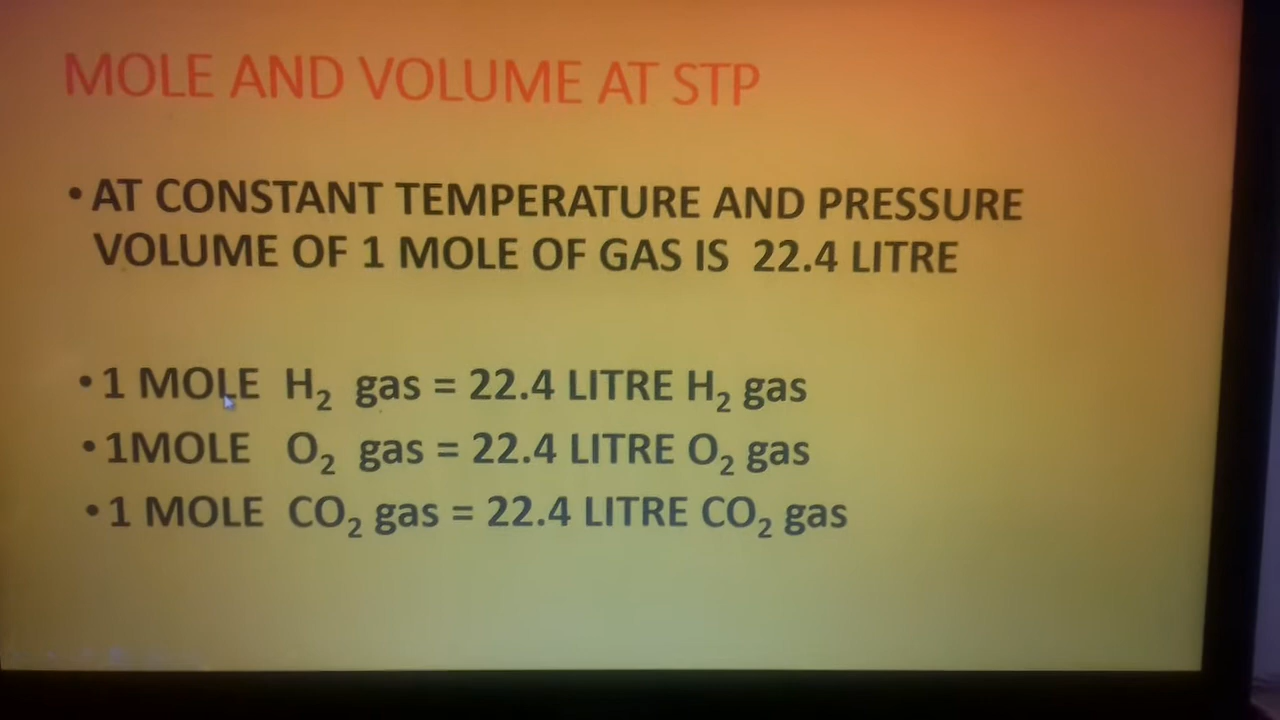 MOLE AND VOLUME AT STP
• AT CONSTANT TEMPERATURE AND PRESSURE
VOLUME OF 1 MOLE OF GAS IS 22.4 LITRE
• 1 MOLE H₂ gas = 22.4 LITRE H₂ gas
• 1MOLE O₂ gas = 22.4 LITRE O₂ gas
• 1 MOLE CO₂ gas = 22.4 LITRE CO₂ gas